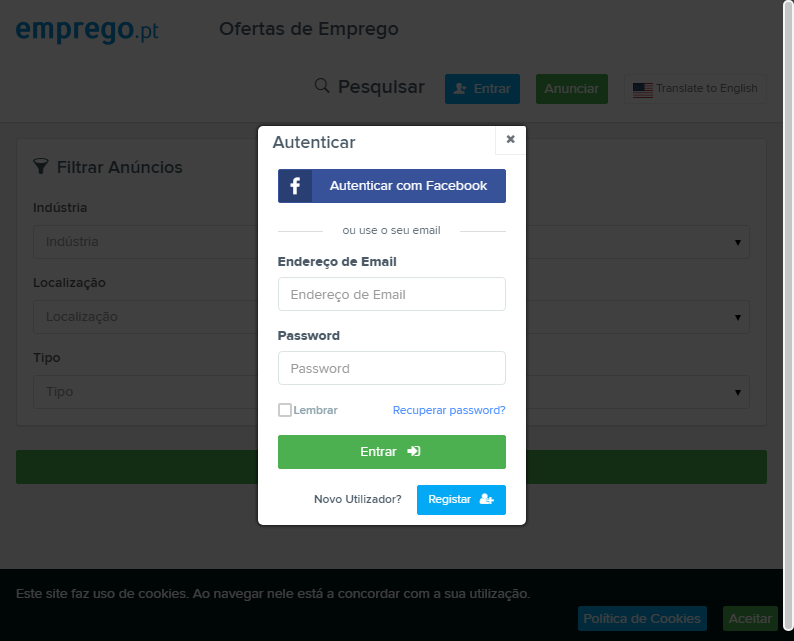 emprego.pt
Ofertas de Emprego
Pesquisar
Entrar
Anunciar
Translate to English
Autenticar
Filtrar Anúncios
Autenticar com Facebook
Indústria
ou use o seu email
Indústria
Endereço de Email
Localização
Endereço de Email
Localização
Password
Tipo
Password
Tipo
Lembrar
Recuperar password?
Entrar
Novo Utilizador?
Registar
Este site faz uso de cookies. Ao navegar nele está a concordar com a sua utilização.
Política de Cookies
Aceitar